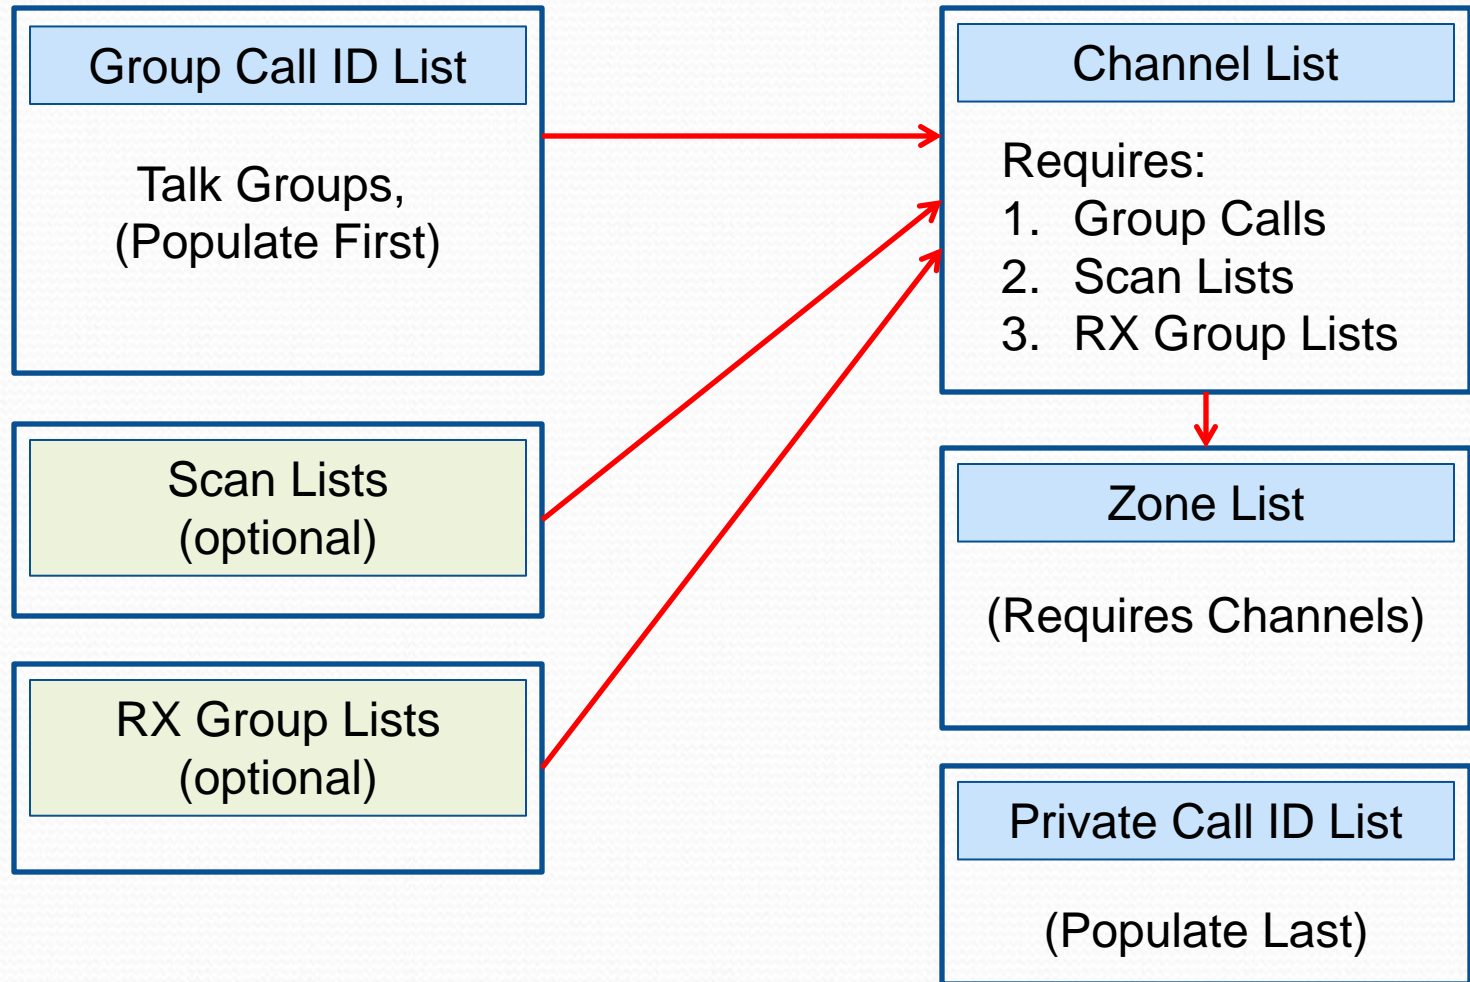 Group Call ID List
Talk Groups,
(Populate First)
Scan Lists
(optional)
RX Group Lists
(optional)
Channel List
Requires:
1. Group Calls
2. Scan Lists
3. RX Group Lists
Zone List
(Requires Channels)
Private Call ID List
(Populate Last)